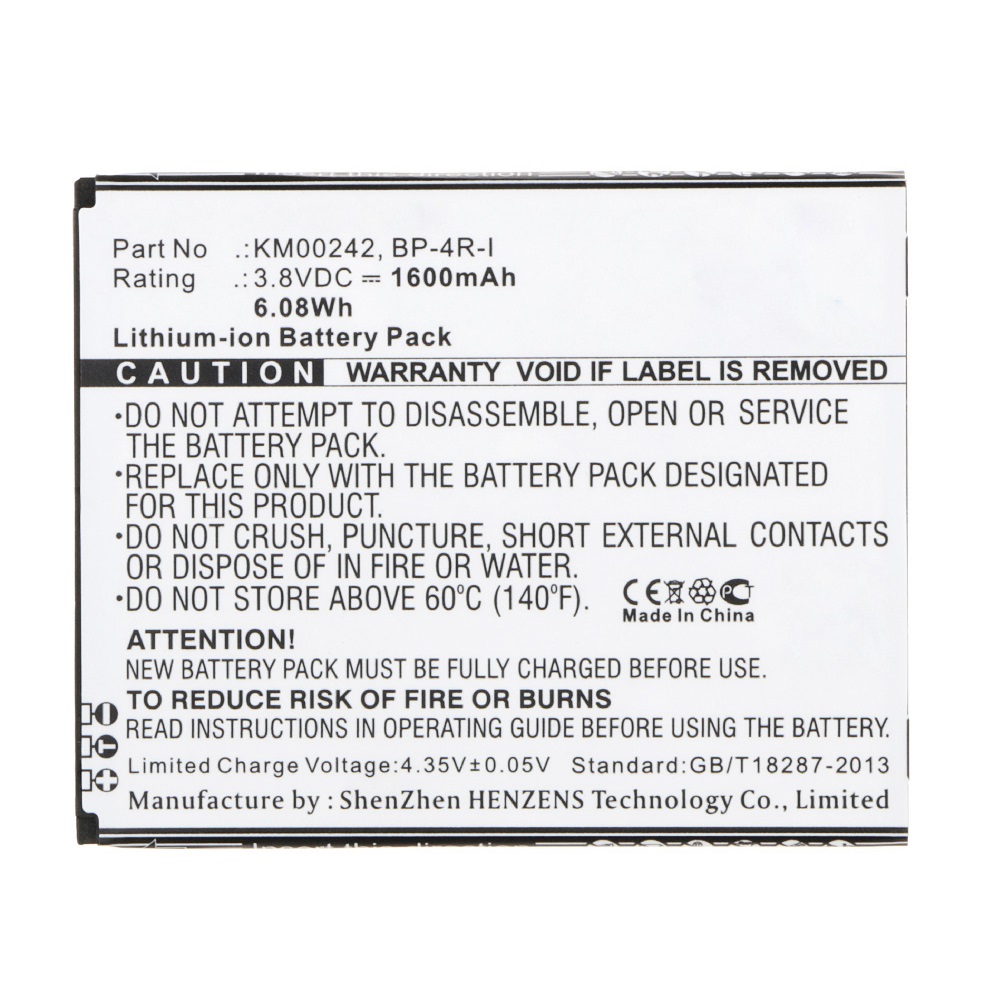 Part No .: KM00242, BP-4R-I
Rating .: 3.8VDC ⎓ 1600mAh
6.08Wh
Lithium-ion Battery Pack
CAUTION WARRANTY VOID IF LABEL IS REMOVED
·DO NOT ATTEMPT TO DISASSEMBLE, OPEN OR SERVICE
THE BATTERY PACK.
·REPLACE ONLY WITH THE BATTERY PACK DESIGNATED
FOR THIS PRODUCT.
·DO NOT CRUSH, PUNCTURE, SHORT EXTERNAL CONTACTS
OR DISPOSE OF IN FIRE OR WATER.
·DO NOT STORE ABOVE 60°C (140°F).
CE
Made In China
ATTENTION!
NEW BATTERY PACK MUST BE FULLY CHARGED BEFORE USE.
TO REDUCE RISK OF FIRE OR BURNS
READ INSTRUCTIONS IN OPERATING GUIDE BEFORE USING THE BATTERY.
Limited Charge Voltage:4.35V±0.05V Standard:GB/T18287-2013
Manufacture by : ShenZhen HENZENS Technology Co., Limited